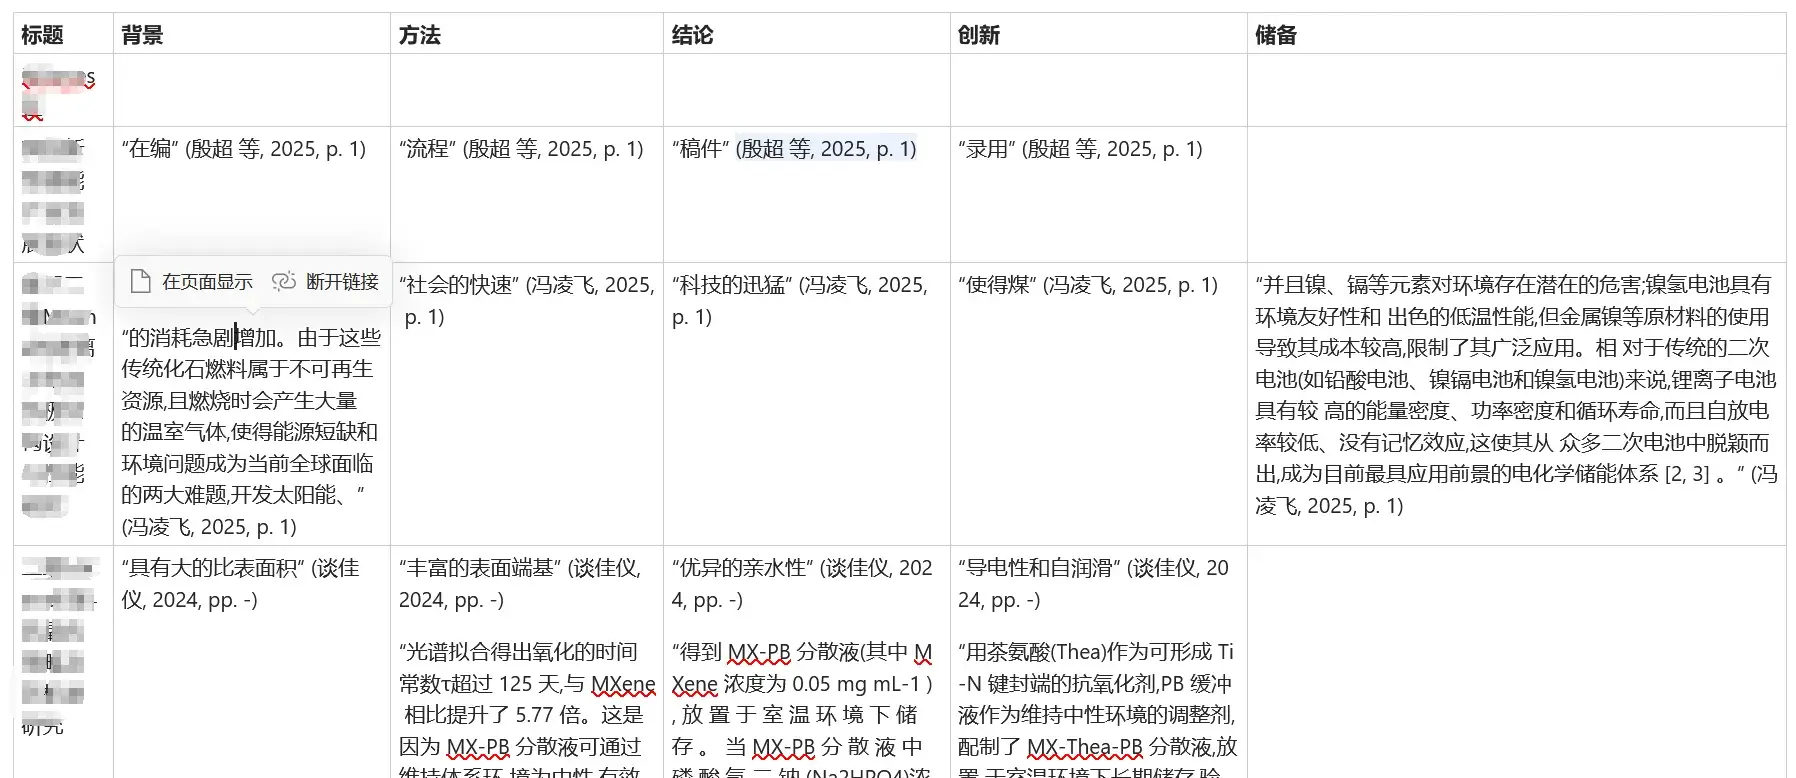 标题 背景 方法 结论 创新 储备
“在编” (殷超 等, 2025, p. 1) “流程” (殷超 等, 2025, p. 1) “稿件” (殷超 等, 2025, p. 1) “录用” (殷超 等, 2025, p. 1)
在页面显示 断开链接
“的消耗急剧增加。由于这些
传统化石燃料属于不可再生
资源,且燃烧时会产生大量
的温室气体,使得能源短缺和
环境问题成为当前全球面临
的两大难题,开发太阳能、”
(冯凌飞, 2025, p. 1)
“社会的快速” (冯凌飞, 2025,
p. 1)
“科技的迅猛” (冯凌飞, 2025,
p. 1)
“使得煤” (冯凌飞, 2025, p. 1)
“并且镍、镉等元素对环境存在潜在的危害;镍氢电池具有
环境友好性和 出色的低温性能,但金属镍等原材料的使用
导致其成本较高,限制了其广泛应用。相 对于传统的二次
电池(如铅酸电池、镍镉电池和镍氢电池)来说,锂离子电池
具有较 高的能量密度、功率密度和循环寿命,而且自放电
率较低、没有记忆效应,这使其从 众多二次电池中脱颖而
出,成为目前最具应用前景的电化学储能体系 [2, 3] 。” (冯
凌飞, 2025, p. 1)
研究
“具有大的比表面积” (谈佳
仪, 2024, pp. -)
“丰富的表面端基” (谈佳仪,
2024, pp. -)
“光谱拟合得出氧化的时间
常数τ超过 125 天,与 MXene
相比提升了 5.77 倍。这是
因为 MX-PB 分散液可通过
维持体系环 境为中性,有效
“优异的亲水性” (谈佳仪, 202
4, pp. -)
“得到 MX-PB 分散液(其中 M
Xene 浓度为 0.05 mg mL-1 )
, 放 置 于 室 温 环 境 下 储
存 。 当 MX-PB 分 散 液 中
磷 酸 氢 二 钠 (Na2HPO4)浓
“导电性和自润滑” (谈佳仪, 20
24, pp. -)
“用茶氨酸(Thea)作为可形成 Ti
-N 键封端的抗氧化剂,PB 缓冲
液作为维持中性环境的调整剂,
配制了 MX-Thea-PB 分散液,放
置 于室温环境下长期储存,验